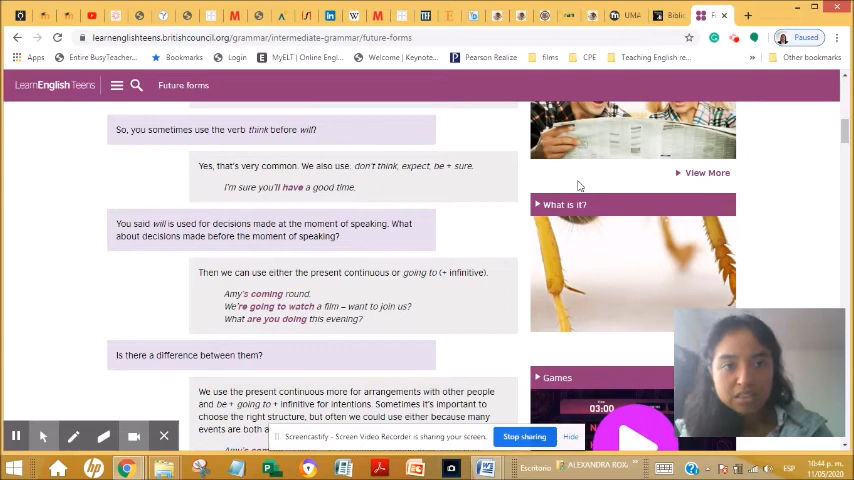 UMA
Bibli
F
learnenglishteens.britishcouncil.org/grammar/intermediate-grammar/future-forms
Paused
Apps
Entire BusyTeacher...
Google
Login
MyELT | Online Engl...
Welcome | Keynote...
Pearson Realize
films
CPE
Teaching English re...
»
Other bookmarks
LearnEnglish Teens
Future forms
So, you sometimes use the verb think before will?
Yes, that's very common. We also use: don't think, expect, be + sure.
I'm sure you'll have a good time.
View More
You said will is used for decisions made at the moment of speaking. What
about decisions made before the moment of speaking?
What is it?
Then we can use either the present continuous or going to (+ infinitive).
Amy's coming round.
We're going to watch a film – want to join us?
What are you doing this evening?
Is there a difference between them?
We use the present continuous more for arrangements with other people
and be + going to + infinitive for intentions. Sometimes it's important to
choose the right structure, but often we could use either because many
events are both a
Games
03:00
Screencastify - Screen Video Recorder is sharing your screen.
Stop sharing
Hide
Escritorio
ALEXANDRA ROX
ESP
10:44 p. m.
11/05/2020